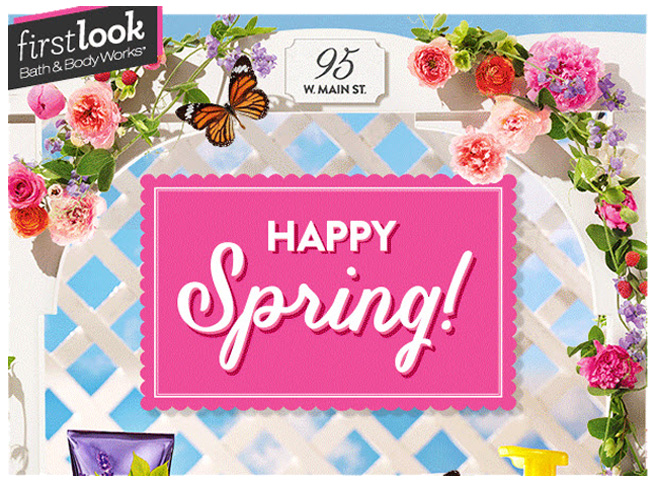 firstlook
Bath & Body Works®
95
W. MAIN ST.
HAPPY
Spring!